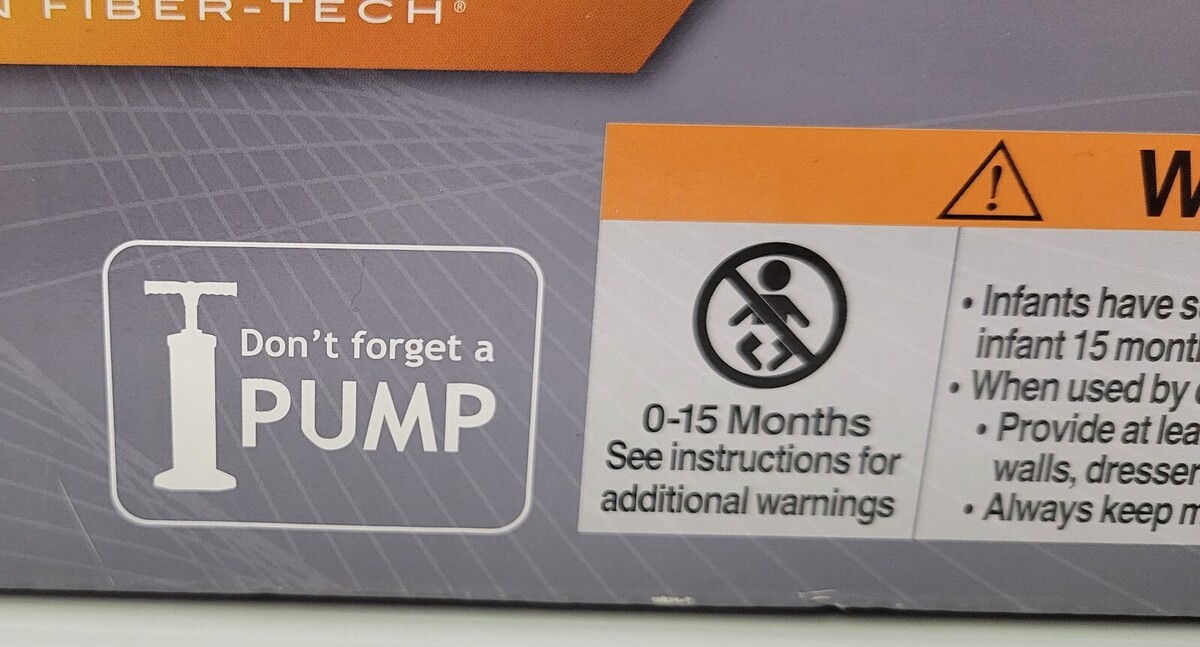 FIBER-TECH®
Don't forget a
PUMP
0-15 Months
See instructions for
additional warnings
• Infants have
infant 15
• When used by
• Provide at
walls,
• Always keep